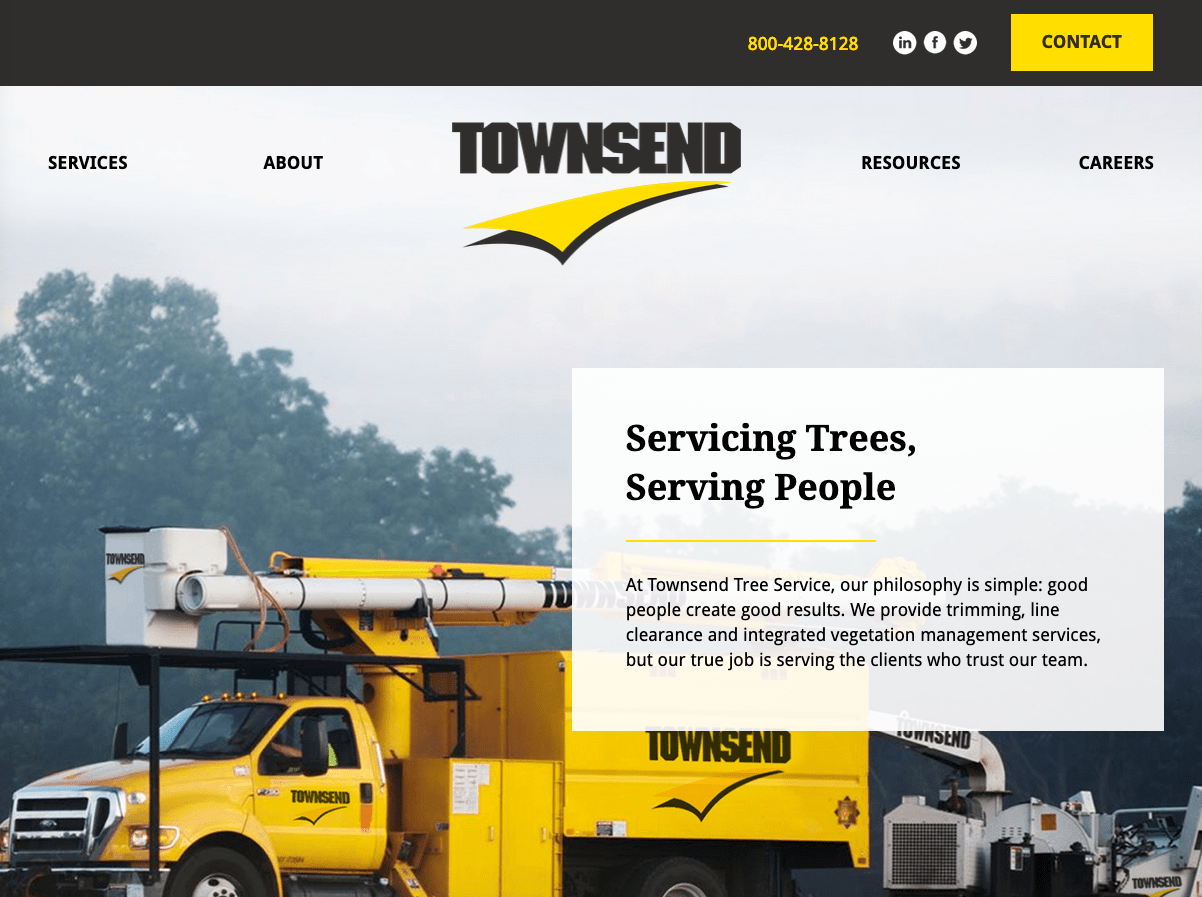 800-428-8128
CONTACT
SERVICES
ABOUT
TOWNSEND
RESOURCES
CAREERS
Servicing Trees,
Serving People
At Townsend Tree Service, our philosophy is simple: good
people create good results. We provide trimming, line
clearance and integrated vegetation management services,
but our true job is serving the clients who trust our team.
TOWNSEND
TOWNSEND
TOWNSEND
TOWNSEND
TOWNSEND
TOWNSEND